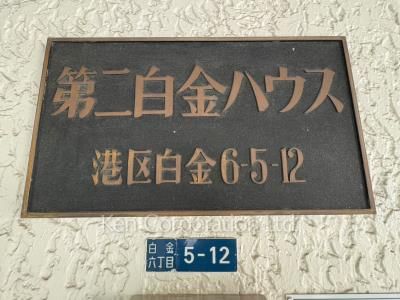 第二白金ハウス
港区白金6-5-12
Ken Corporation Ltd.
白金
六丁目
5-12